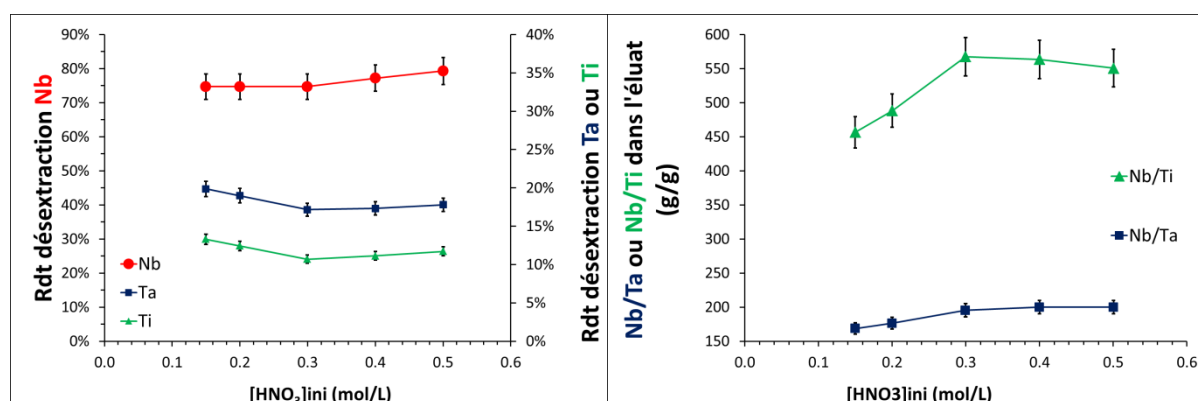 Rdt désextraction Nb
90%
80%
70%
60%
50%
40%
30%
20%
10%
0%
Nb
Ta
Ti
0.0 0.1 0.2 0.3 0.4 0.5 0.6
[HNO3]ini (mol/L)
40%
35%
30%
25%
20%
15%
10%
5%
0%
Rdt désextraction Ta ou Ti
Nb/Ta ou Nb/Ti dans l'éluat
(g/g)
600
550
500
450
400
350
300
250
200
150
Nb/Ti
Nb/Ta
0.0 0.1 0.2 0.3 0.4 0.5 0.6
[HNO3]ini (mol/L)